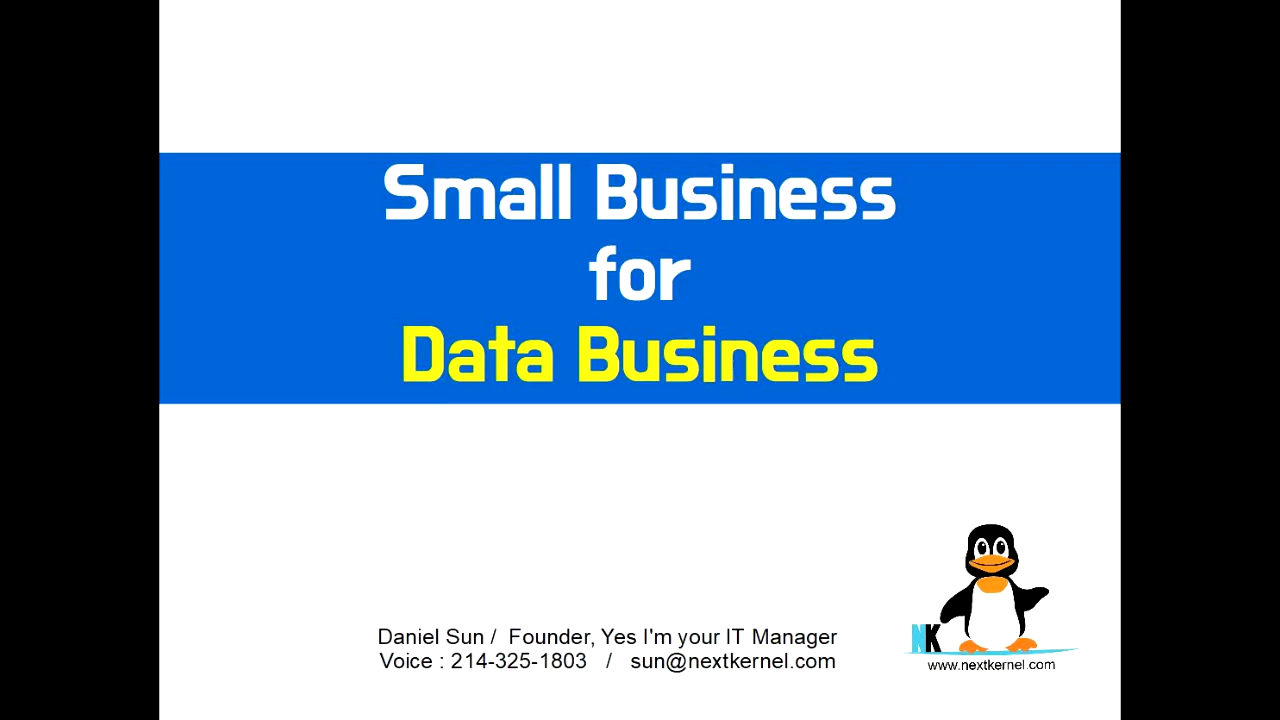 Small Business
for
Data Business
Daniel Sun /  Founder, Yes I'm your IT Manager
Voice : 214-325-1803   /   sun@nextkernel.com
NK
www.nextkernel.com